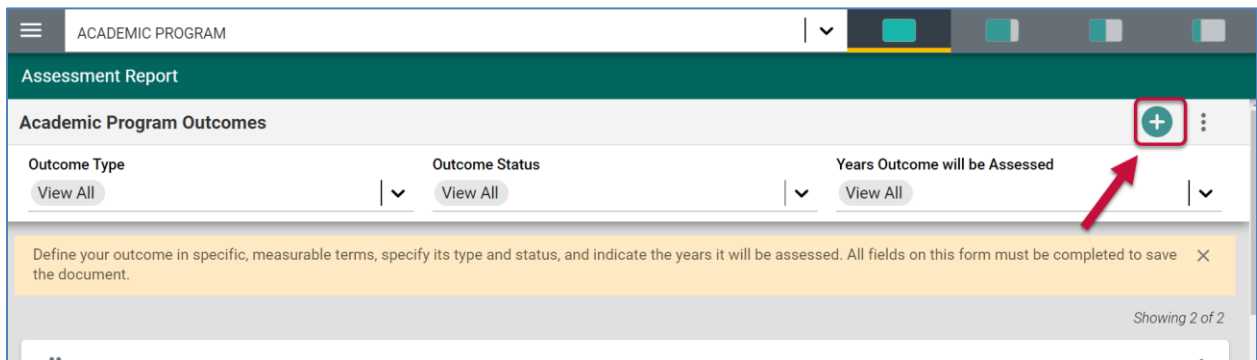 ACADEMIC PROGRAM
Assessment Report
Academic Program Outcomes
Outcome Type
Outcome Status
Years Outcome will be Assessed
View All
View All
View All
Define your outcome in specific, measurable terms, specify its type and status, and indicate the years it will be assessed. All fields on this form must be completed to save
the document.
Showing 2 of 2